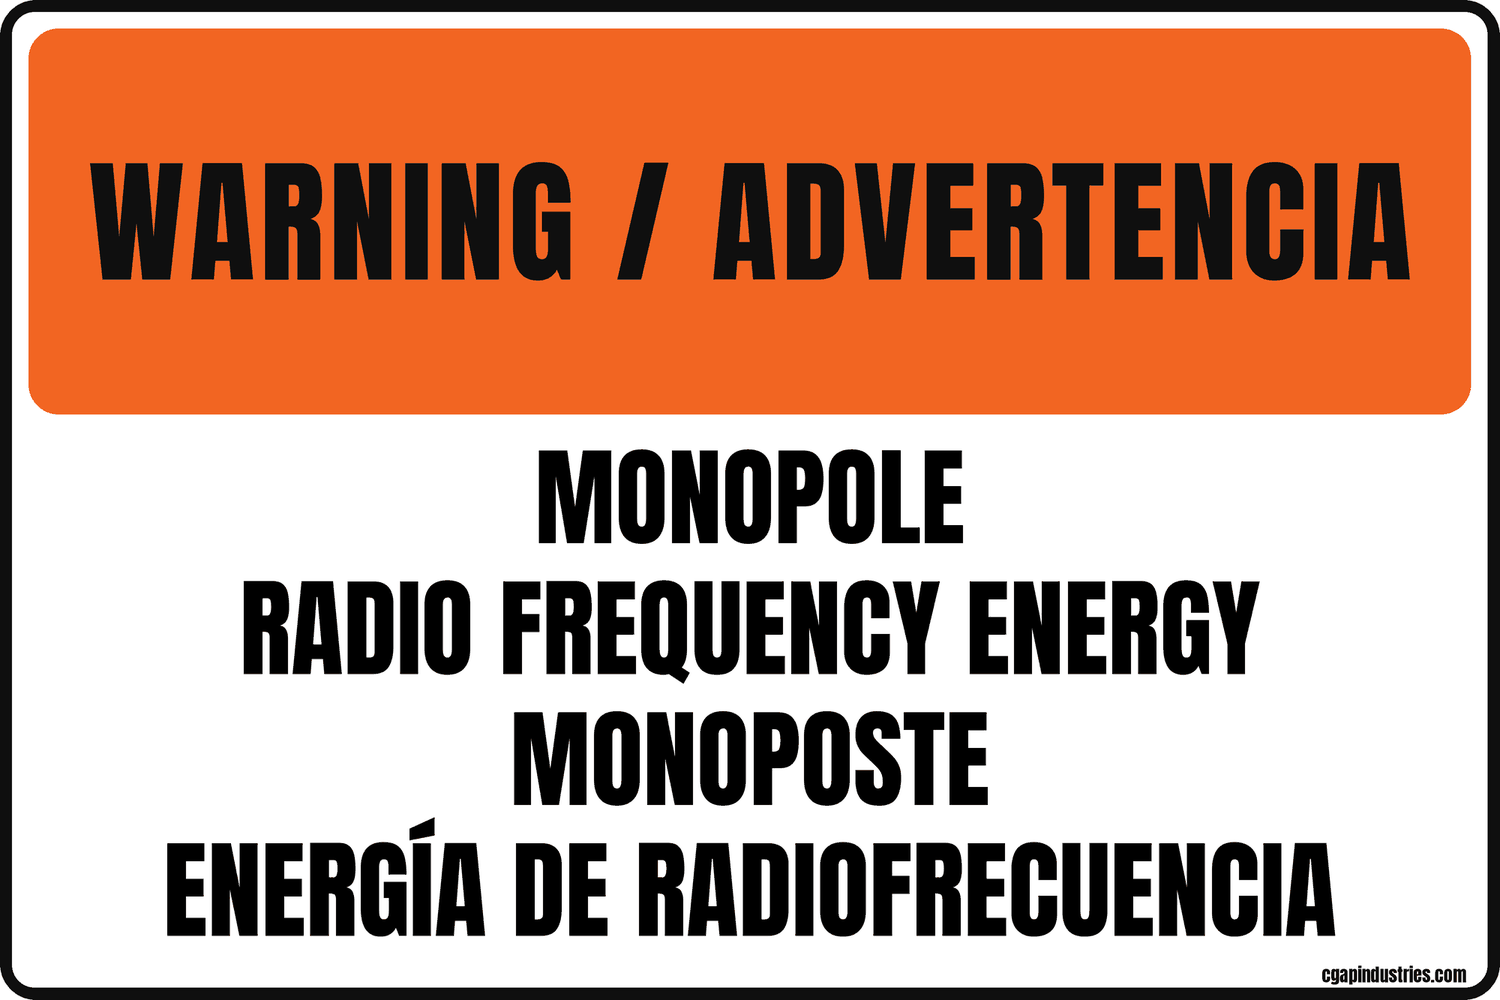 WARNING / ADVERTENCIA
MONOPOLE
RADIO FREQUENCY ENERGY
MONOPOSTE
ENERGÍA DE RADIOFRECUENCIA
cgapindustries.com